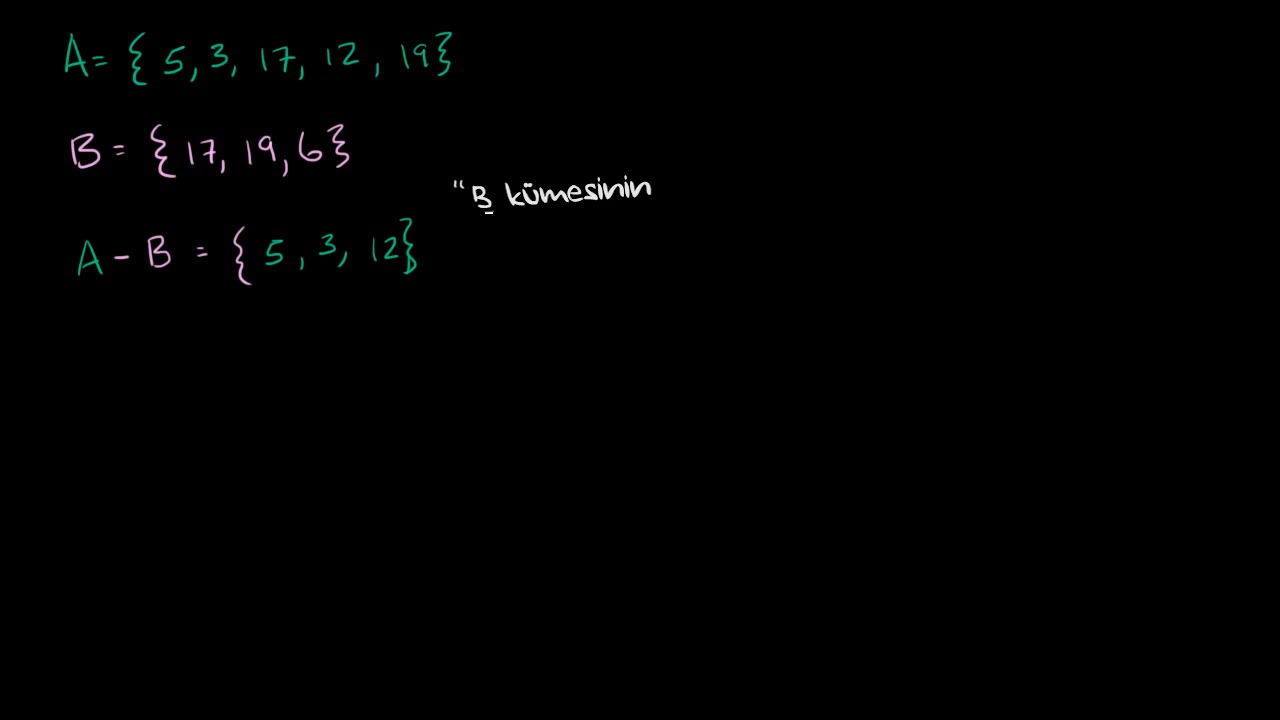 A = { 5, 3, 17, 12, 19}
B = {17, 19, 6}
"B kümesinin
A - B = { 5, 3, 12}